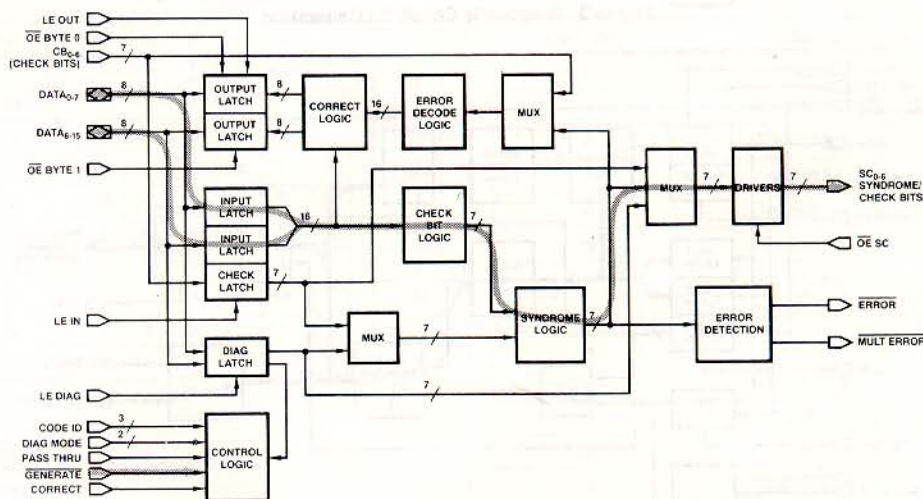 LE OUT
OE BYTE 0
CB0-6
(CHECK BITS)
7
DATA0-7
8
DATA8-15
8
OE BYTE 1
OUTPUT
LATCH
OUTPUT
LATCH
8
8
CORRECT
LOGIC
16
ERROR
DECODE
LOGIC
MUX
INPUT
LATCH
INPUT
LATCH
CHECK
LATCH
16
7
CHECK
BIT
LOGIC
7
LE IN
MUX
7
SYNDROME
LOGIC
7
7
MUX
7
DRIVERS
7
SC0-6
SYNDROME/
CHECK BITS
OE SC
ERROR
DETECTION
ERROR
MULT ERROR
DIAG
LATCH
7
LE DIAG
CODE ID
3
DIAG MODE
2
PASS THRU
GENERATE
CORRECT
CONTROL
LOGIC